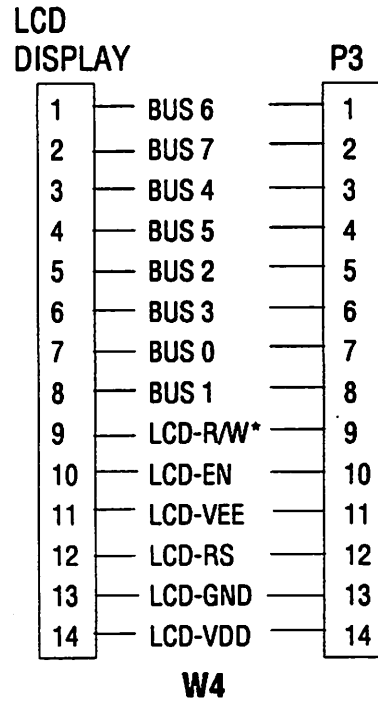 LCD
DISPLAY P3
1 BUS 6 1
2 BUS 7 2
3 BUS 4 3
4 BUS 5 4
5 BUS 2 5
6 BUS 3 6
7 BUS 0 7
8 BUS 1 8
9 LCD-R/W* 9
10 LCD-EN 10
11 LCD-VEE 11
12 LCD-RS 12
13 LCD-GND 13
14 LCD-VDD 14
W4